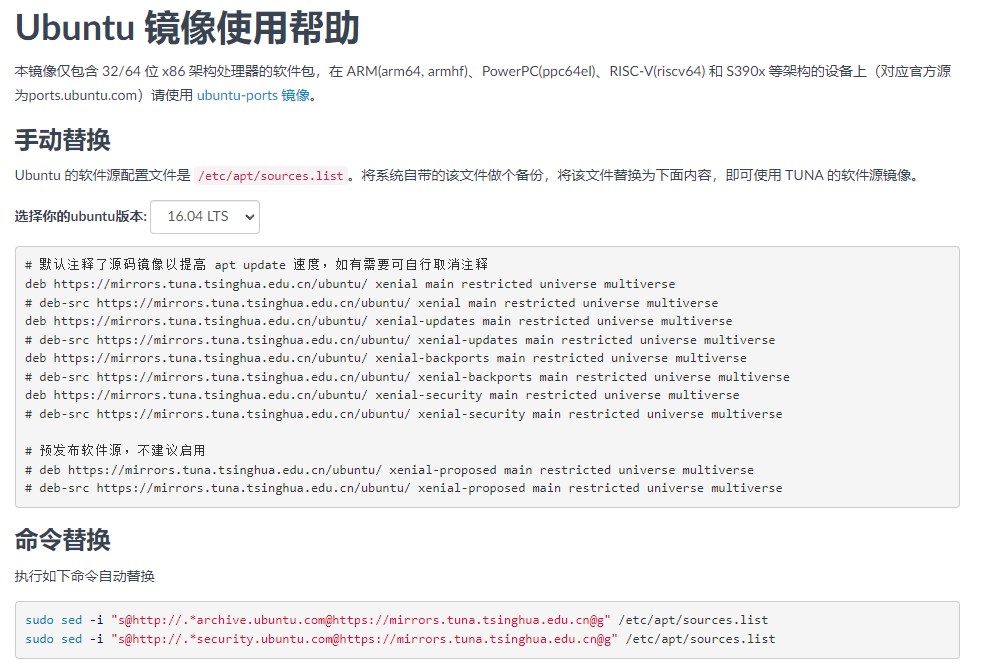 Ubuntu 镜像使用帮助
本镜像仅包含 32/64 位 x86 架构处理器的软件包，在 ARM(arm64, armhf)、PowerPC(ppc64el)、RISC-V(riscv64) 和 S390x 等架构的设备上（对应官方源
为ports.ubuntu.com）请使用 ubuntu-ports 镜像。
手动替换
Ubuntu 的软件源配置文件是 /etc/apt/sources.list 。将系统自带的该文件做个备份，将该文件替换为下面内容，即可使用 TUNA 的软件源镜像。
选择你的ubuntu版本: 16.04 LTS
# 默认注释了源码镜像以提高 apt update 速度，如有需要可自行取消注释
deb https://mirrors.tuna.tsinghua.edu.cn/ubuntu/ xenial main restricted universe multiverse
# deb-src https://mirrors.tuna.tsinghua.edu.cn/ubuntu/ xenial main restricted universe multiverse
deb https://mirrors.tuna.tsinghua.edu.cn/ubuntu/ xenial-updates main restricted universe multiverse
# deb-src https://mirrors.tuna.tsinghua.edu.cn/ubuntu/ xenial-updates main restricted universe multiverse
deb https://mirrors.tuna.tsinghua.edu.cn/ubuntu/ xenial-backports main restricted universe multiverse
# deb-src https://mirrors.tuna.tsinghua.edu.cn/ubuntu/ xenial-backports main restricted universe multiverse
deb https://mirrors.tuna.tsinghua.edu.cn/ubuntu/ xenial-security main restricted universe multiverse
# deb-src https://mirrors.tuna.tsinghua.edu.cn/ubuntu/ xenial-security main restricted universe multiverse
# 预发布软件源，不建议启用
# deb https://mirrors.tuna.tsinghua.edu.cn/ubuntu/ xenial-proposed main restricted universe multiverse
# deb-src https://mirrors.tuna.tsinghua.edu.cn/ubuntu/ xenial-proposed main restricted universe multiverse
命令替换
执行如下命令自动替换
sudo sed -i "s@http://.*archive.ubuntu.com@https://mirrors.tuna.tsinghua.edu.cn@g" /etc/apt/sources.list
sudo sed -i "s@http://.*security.ubuntu.com@https://mirrors.tuna.tsinghua.edu.cn@g" /etc/apt/sources.list